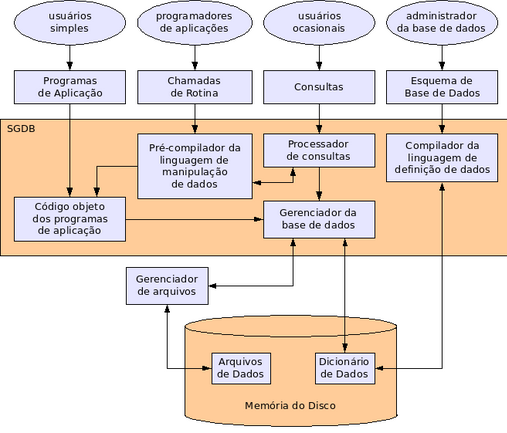 usuários
simples
programadores
de aplicações
usuários
ocasionais
administrador
da base de dados
Programas
de Aplicação
Chamadas
de Rotina
Consultas
Esquema de
Base de Dados
SGDB
Pré-compilador da
linguagem de
manipulação
de dados
Processador
de consultas
Compilador da
linguagem de
definição de dados
Código objeto
dos programas
de aplicação
Gerenciador da
base de dados
Gerenciador
de arquivos
Arquivos
de Dados
Dicionário
de Dados
Memória do Disco